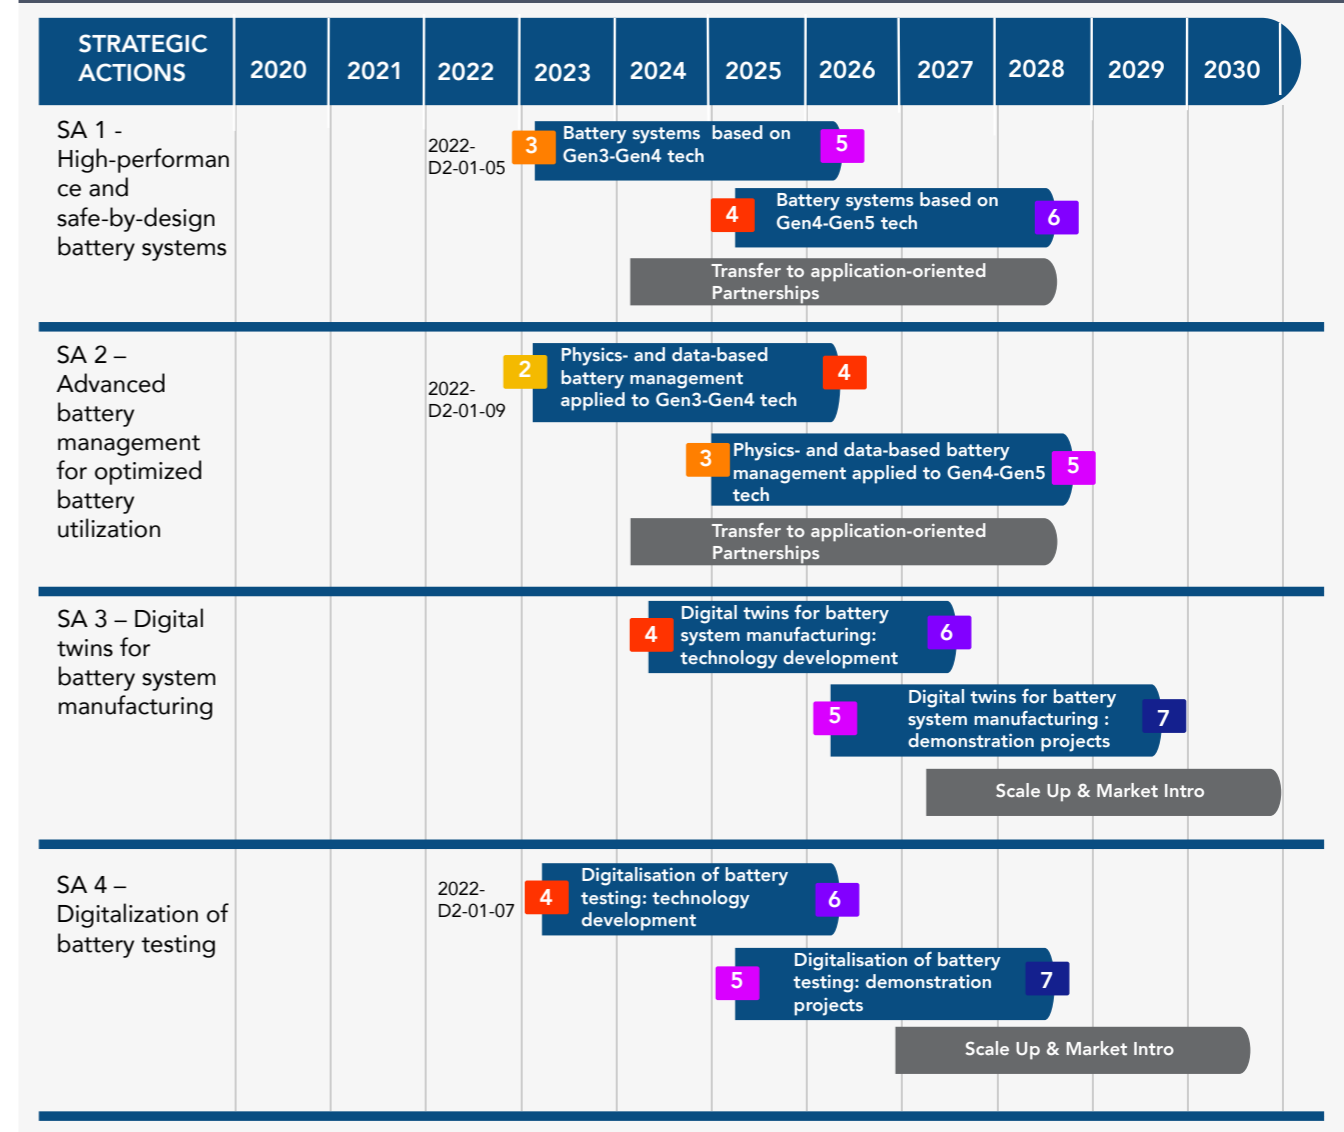 STRATEGIC
ACTIONS
2020
2021
2022
2023
2024
2025
2026
2027
2028
2029
2030
SA 1 -
High-performan
ce and
safe-by-design
battery systems
2022-
D2-01-05
3
Battery systems  based on
Gen3-Gen4 tech
5
4
Battery systems based on
Gen4-Gen5 tech
6
Transfer to application-oriented
Partnerships
SA 2 –
Advanced
battery
management
for optimized
battery
utilization
2022-
D2-01-09
2
Physics- and data-based
battery management
applied to Gen3-Gen4 tech
4
3
Physics- and data-based battery
management applied to Gen4-Gen5
tech
5
Transfer to application-oriented
Partnerships
SA 3 – Digital
twins for
battery system
manufacturing
4
Digital twins for battery
system manufacturing:
technology development
6
5
Digital twins for battery
system manufacturing :
demonstration projects
7
Scale Up & Market Intro
SA 4 –
Digitalization of
battery testing
2022-
D2-01-07
4
Digitalisation of battery
testing: technology
development
6
5
Digitalisation of battery
testing: demonstration
projects
7
Scale Up & Market Intro